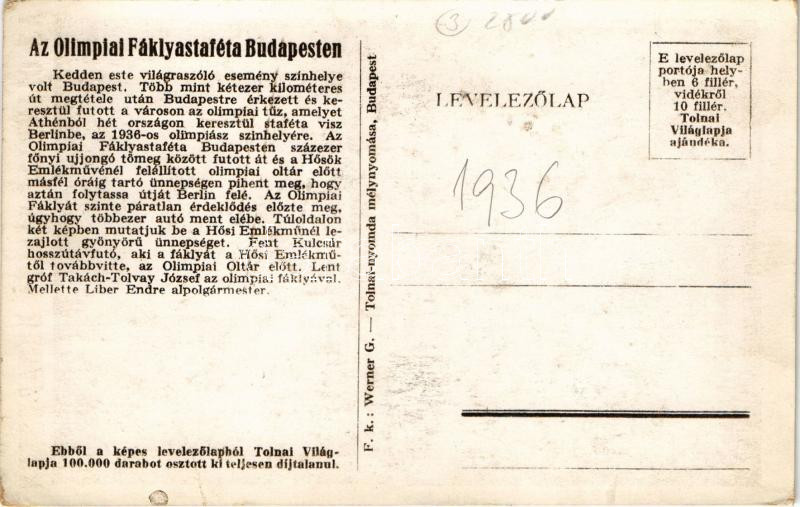 ③ 2800
Az Olimpiai Fáklyastaféta Budapesten
Kedden este világraszóló esemény színhelye
volt Budapest. Több mint kétezer kilométeres
út megtétele után Budapestre érkezett és ke-
resztül futott a városon az olimpiai tűz, amelyet
Athénból hét országon keresztül staféta visz
Berlinbe, az 1936-os olimpiász szinhelyére. Az
Olimpiai Fáklyastaféta Budapesten százezer
főnyi ujjongó tömeg között futott át és a Hősök
Emlékművénél felállított olimpiai oltár előtt
másfél óráig tartó ünnepségen pihent meg, hogy
aztán folytassa útját Berlin felé. Az Olimpiai
Fáklyát szinte páratlan érdeklődés előzte meg,
úgyhogy többezer autó ment elébe. Túloldalon
két képben mutatjuk be a Hősi Emlékműnél le-
zajlott gyönyörű ünnepséget. Fent Kulcsár
hosszútávfutó, aki a fáklyát a Hősi Emlékmű-
től továbbvitte, az Olimpiai Oltár előtt. Lent
gróf Takách-Tolvay József az olimpiai fáklyával.
Mellette Liber Endre alpolgármester.
Ebből a képes levelezőlapból Tolnai Világ-
lapja 100.000 darabot osztott ki teljesen díjtalanul.
F. k.: Werner G. — Tolnai-nyomda mélynyomása, Budapest
LEVELEZŐLAP
E levelezőlap
portója hely-
ben 6 fillér,
vidékről
10 fillér.
Tolnai
Világlapja
ajándéka.
1936